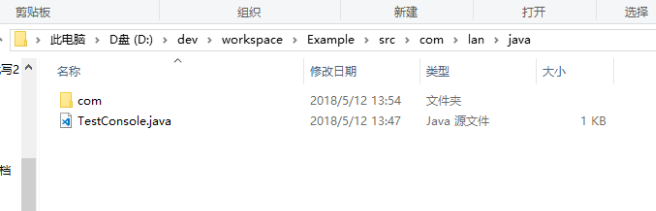 剪贴板 组织 新建 打开 选择
此电脑 D盘 (D:) dev workspace Example src com lan java
名称 修改日期 类型 大小
写2
com 2018/5/12 13:54 文件夹
TestConsole.java 2018/5/12 13:47 Java 源文件 1 KB
档